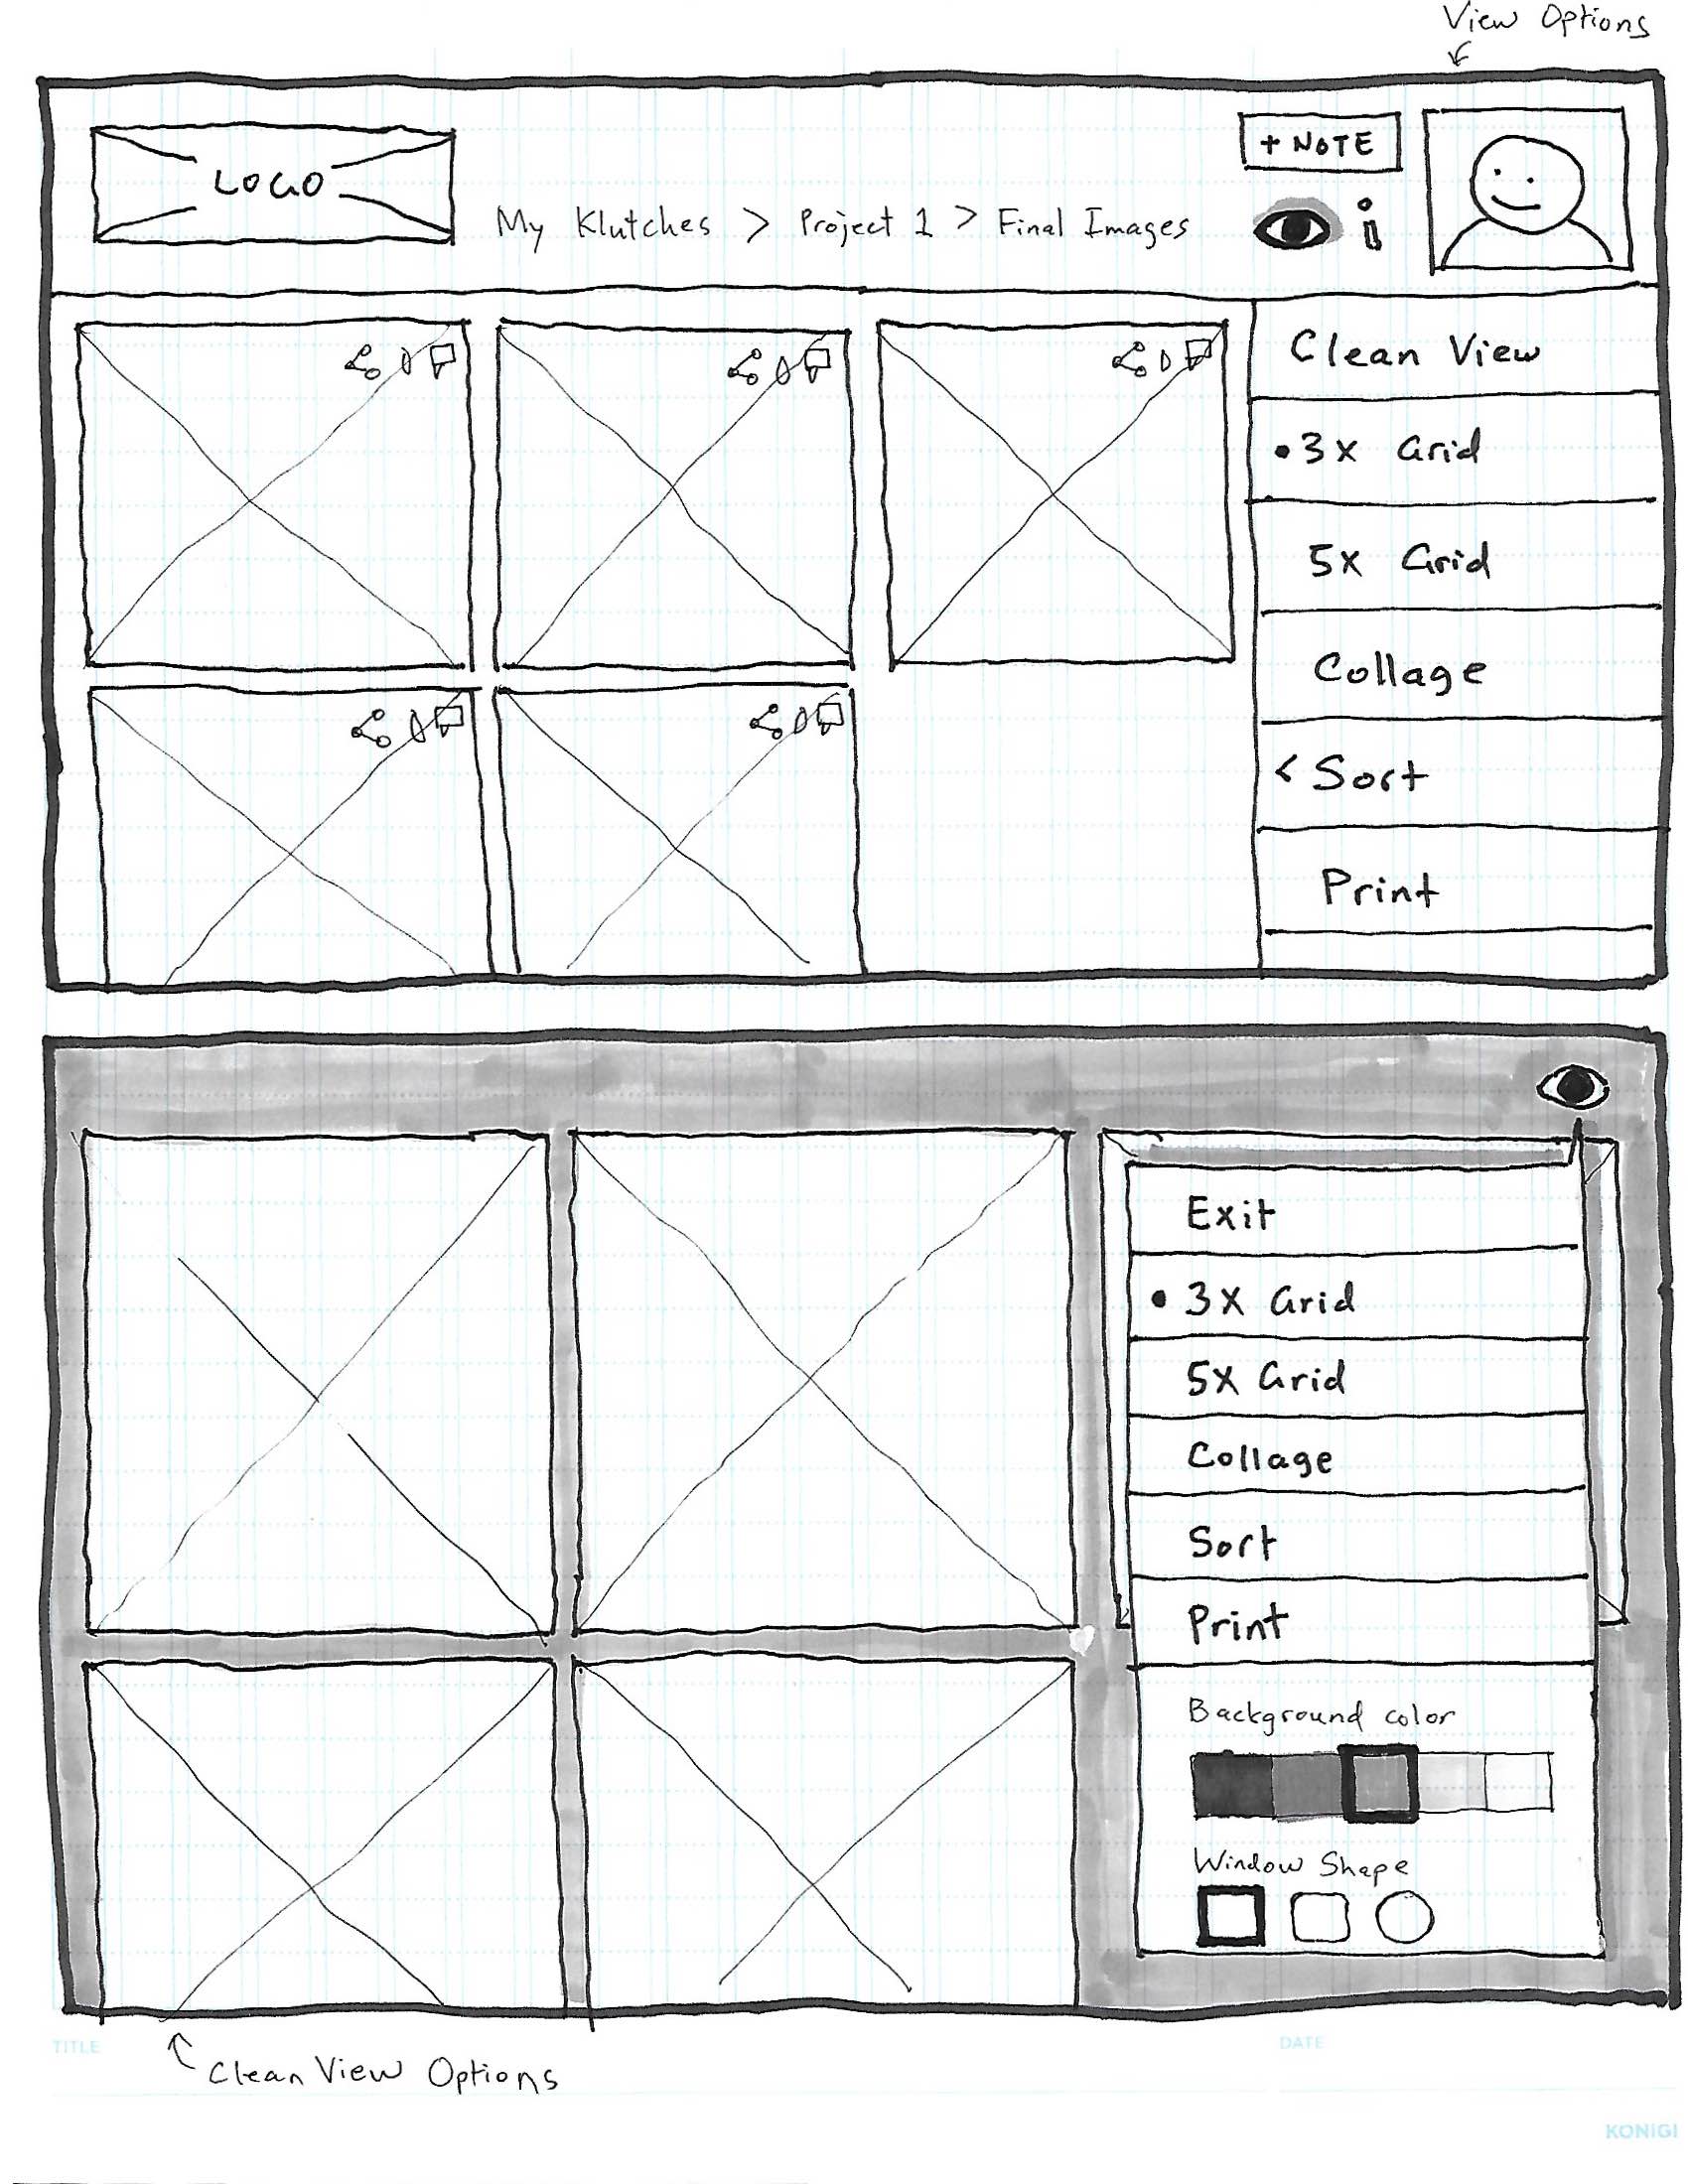 View Options
LOGO
+ NOTE
My Klutches > Project 1 > Final Images
i
Clean View
• 3x Grid
5x Grid
Collage
< Sort
Print
Exit
• 3x Grid
5x Grid
Collage
Sort
Print
Background color
Window Shape
TITLE
DATE
Clean View Options
KONIGI